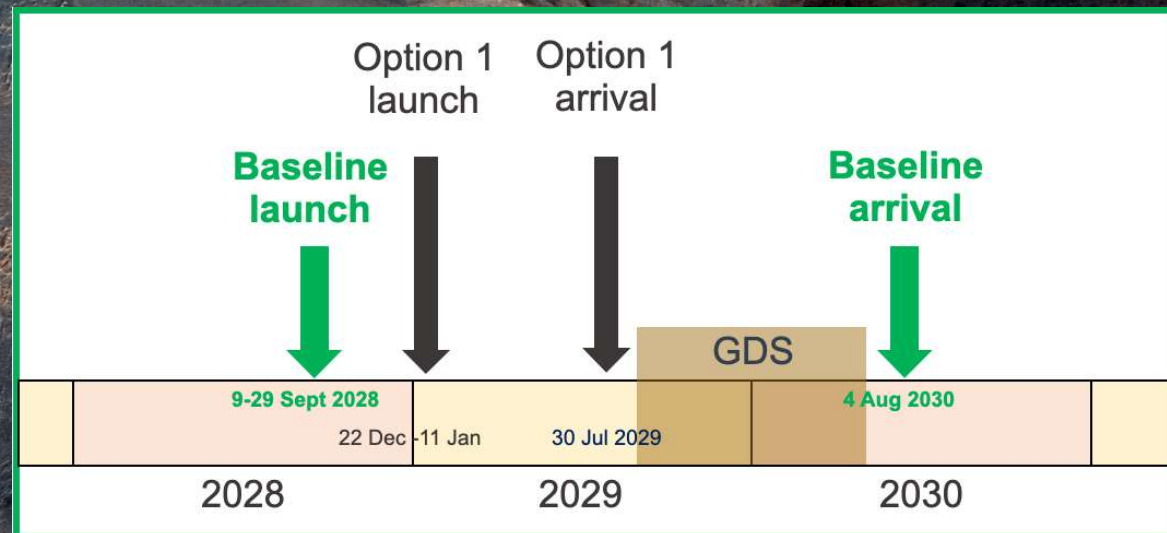 Option 1
launch
Option 1
arrival
Baseline
launch
Baseline
arrival
GDS
9-29 Sept 2028
4 Aug 2030
22 Dec -11 Jan
30 Jul 2029
2028
2029
2030